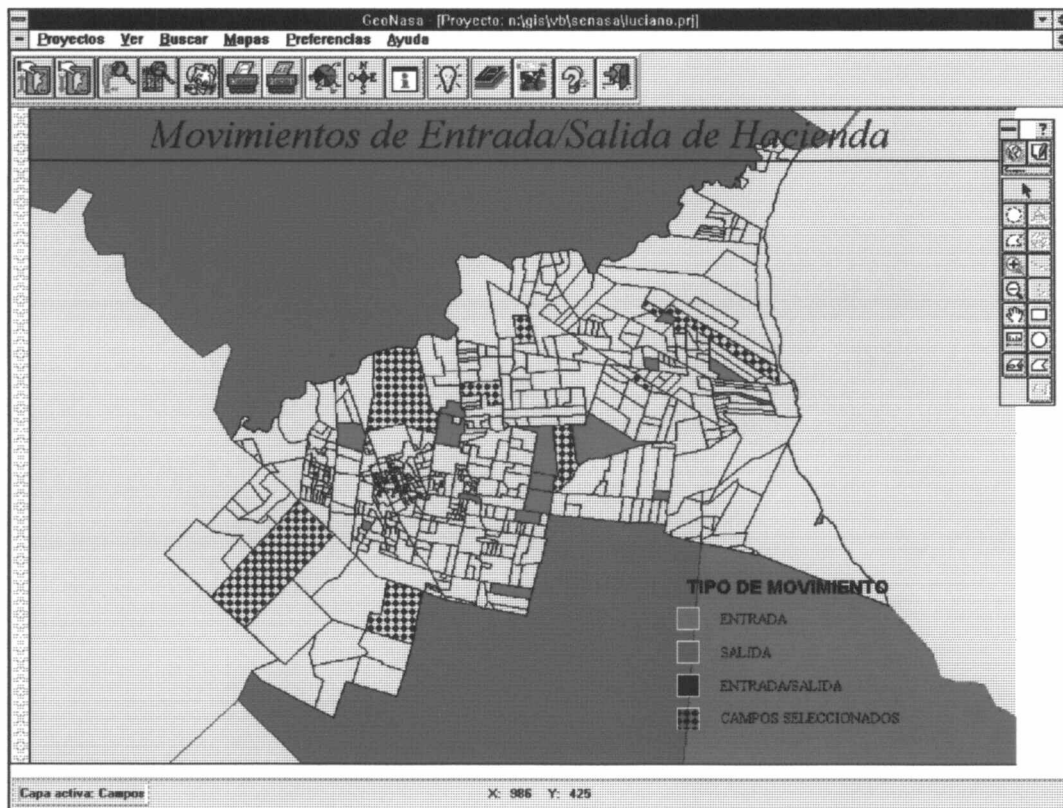 GeoNasa - [Proyecto: n:\gis\vb\senasa\luciano.prj]
Proyectos Ver Buscar Mapas Preferencias Ayuda
Movimientos de Entrada/Salida de Hacienda
TIPO DE MOVIMIENTO
ENTRADA
SALIDA
ENTRADA/SALIDA
CAMPOS SELECCIONADOS
Capa activa: Campos
X: 986 Y: 425